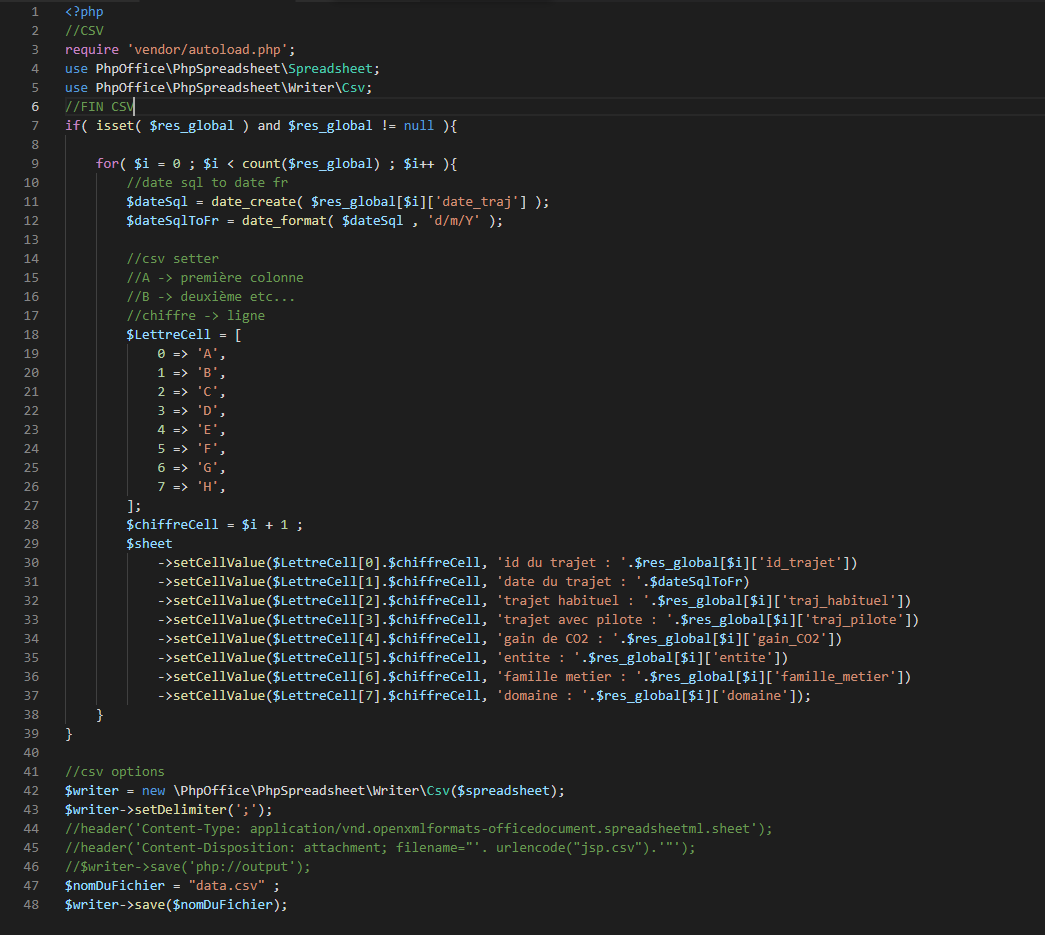 1 <?php
2 //CSV
3 require 'vendor/autoload.php';
4 use PhpOffice\PhpSpreadsheet\Spreadsheet;
5 use PhpOffice\PhpSpreadsheet\Writer\Csv;
6 //FIN CSV
7 if( isset( $res_global ) and $res_global != null ){
8
9 for( $i = 0 ; $i < count($res_global) ; $i++ ){
10 //date sql to date fr
11 $dateSql = date_create( $res_global[$i]['date_traj'] );
12 $dateSqlToFr = date_format( $dateSql , 'd/m/Y' );
13
14 //csv setter
15 //A -> première colonne
16 //B -> deuxième etc...
17 //chiffre -> ligne
18 $LettreCell = [
19 0 => 'A',
20 1 => 'B',
21 2 => 'C',
22 3 => 'D',
23 4 => 'E',
24 5 => 'F',
25 6 => 'G',
26 7 => 'H',
27 ];
28 $chiffreCell = $i + 1 ;
29 $sheet
30 ->setCellValue($LettreCell[0].$chiffreCell, 'id du trajet : '.$res_global[$i]['id_trajet'])
31 ->setCellValue($LettreCell[1].$chiffreCell, 'date du trajet : '.$dateSqlToFr)
32 ->setCellValue($LettreCell[2].$chiffreCell, 'trajet habituel : '.$res_global[$i]['traj_habituel'])
33 ->setCellValue($LettreCell[3].$chiffreCell, 'trajet avec pilote : '.$res_global[$i]['traj_pilote'])
34 ->setCellValue($LettreCell[4].$chiffreCell, 'gain de CO2 : '.$res_global[$i]['gain_CO2'])
35 ->setCellValue($LettreCell[5].$chiffreCell, 'entite : '.$res_global[$i]['entite'])
36 ->setCellValue($LettreCell[6].$chiffreCell, 'famille metier : '.$res_global[$i]['famille_metier'])
37 ->setCellValue($LettreCell[7].$chiffreCell, 'domaine : '.$res_global[$i]['domaine']);
38 }
39 }
40
41 //csv options
42 $writer = new \PhpOffice\PhpSpreadsheet\Writer\Csv($spreadsheet);
43 $writer->setDelimiter(';');
44 //header('Content-Type: application/vnd.openxmlformats-officedocument.spreadsheetml.sheet');
45 //header('Content-Disposition: attachment; filename="'. urlencode("jsp.csv").'"');
46 //$writer->save('php://output');
47 $nomDuFichier = "data.csv" ;
48 $writer->save($nomDuFichier);